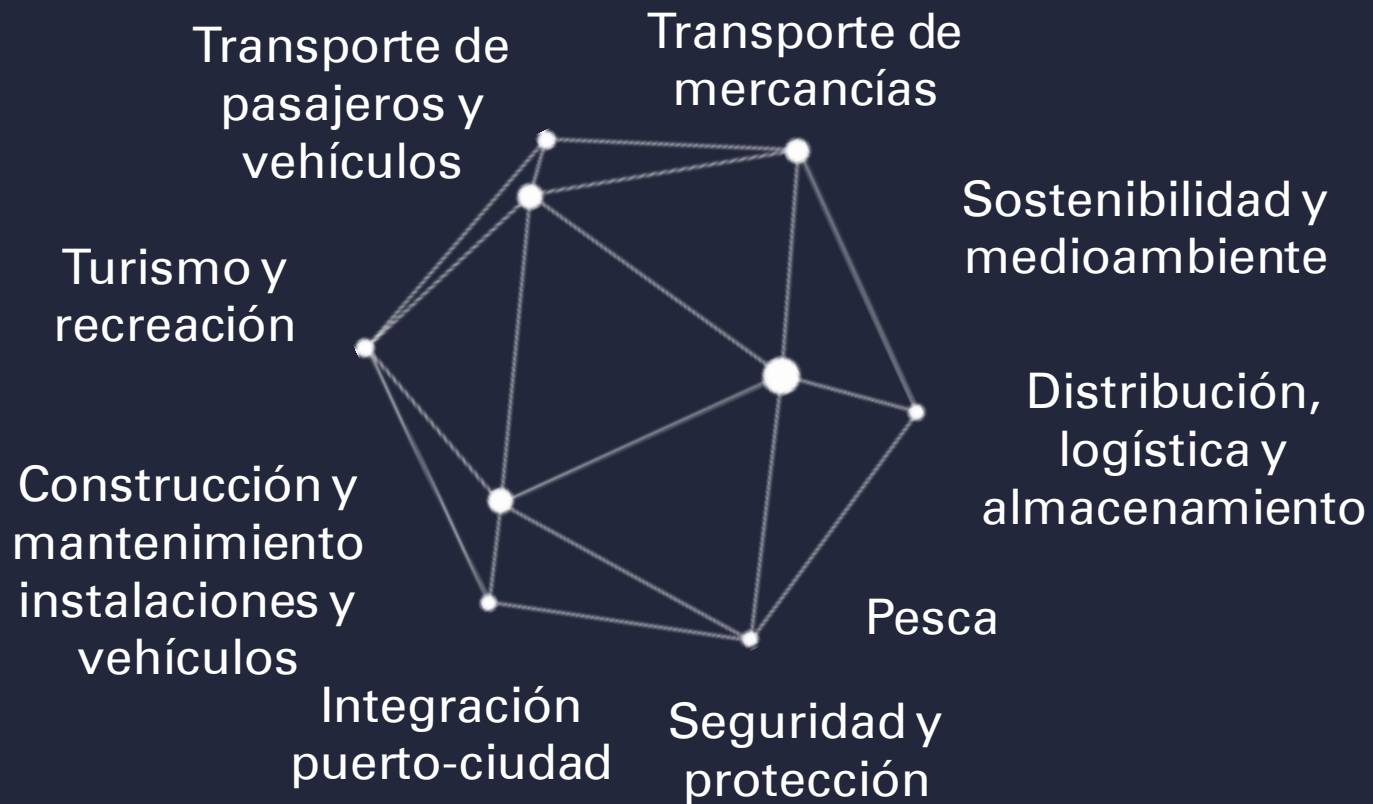 Transporte de
pasajeros y
vehículos
Transporte de
mercancías
Sostenibilidad y
medioambiente
Turismo y
recreación
Distribución,
logística y
almacenamiento
Construcción y
mantenimiento
instalaciones y
vehículos
Pesca
Integración
puerto-ciudad
Seguridad y
protección